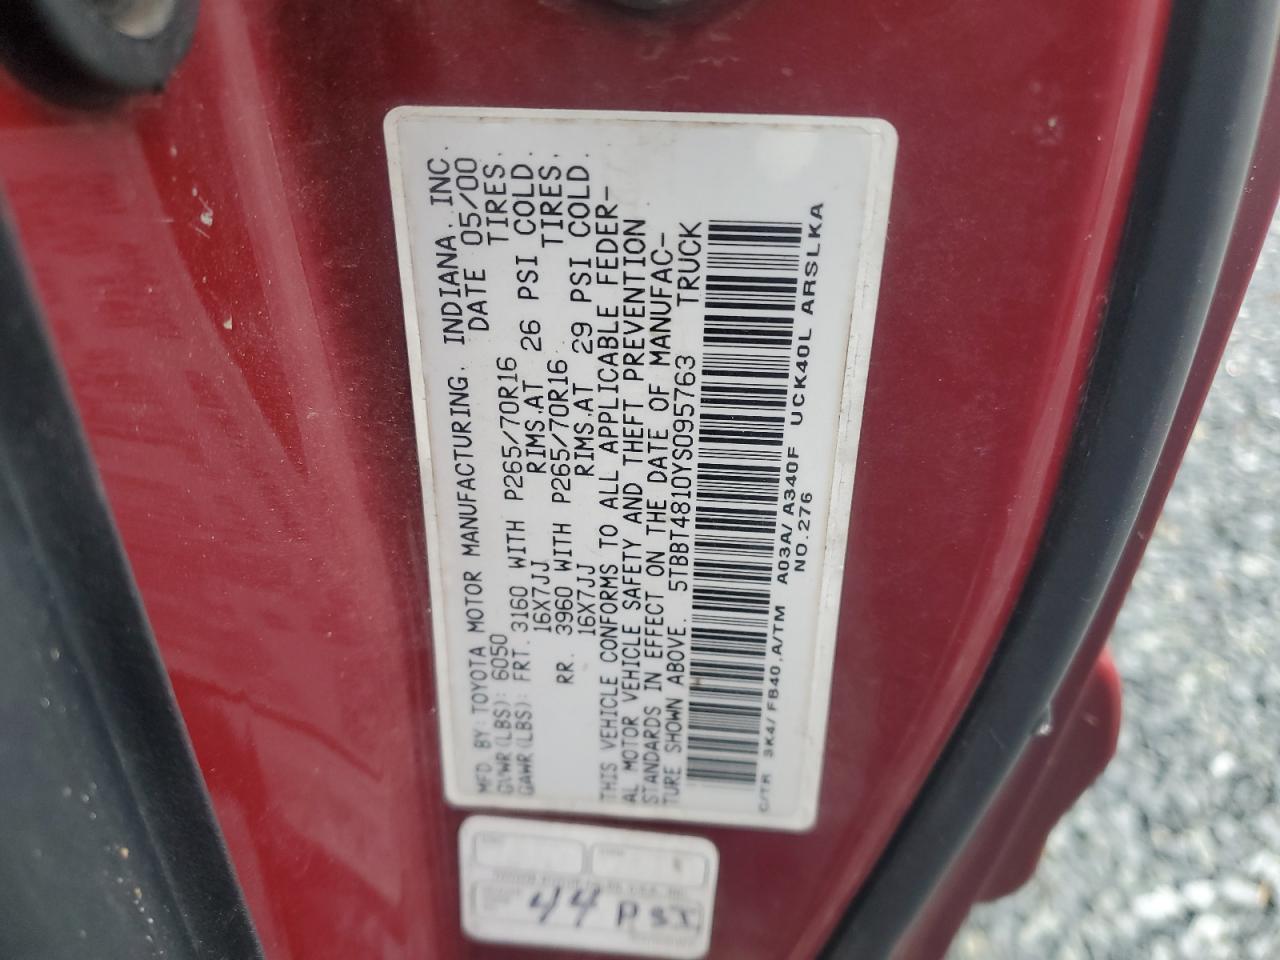 MFD BY: TOYOTA MOTOR MANUFACTURING, INDIANA, INC.
GVWR(LBS): 6050 DATE 05/00
GAWR(LBS): FRT. 3160 WITH P265/70R16 TIRES.
16X7JJ RIMS.AT 26 PSI COLD.
RR. 3960 WITH P265/70R16 TIRES.
16X7JJ RIMS.AT 29 PSI COLD.
THIS VEHICLE CONFORMS TO ALL APPLICABLE FEDER-
AL MOTOR VEHICLE SAFETY AND THEFT PREVENTION
STANDARDS IN EFFECT ON THE DATE OF MANUFAC-
TURE SHOWN ABOVE. 5TBBT4810YS095763 TRUCK
C/TR 3K4/FB40,A/TM A03A/A340F UCK40L ARSLKA
NO.276
44 PSI